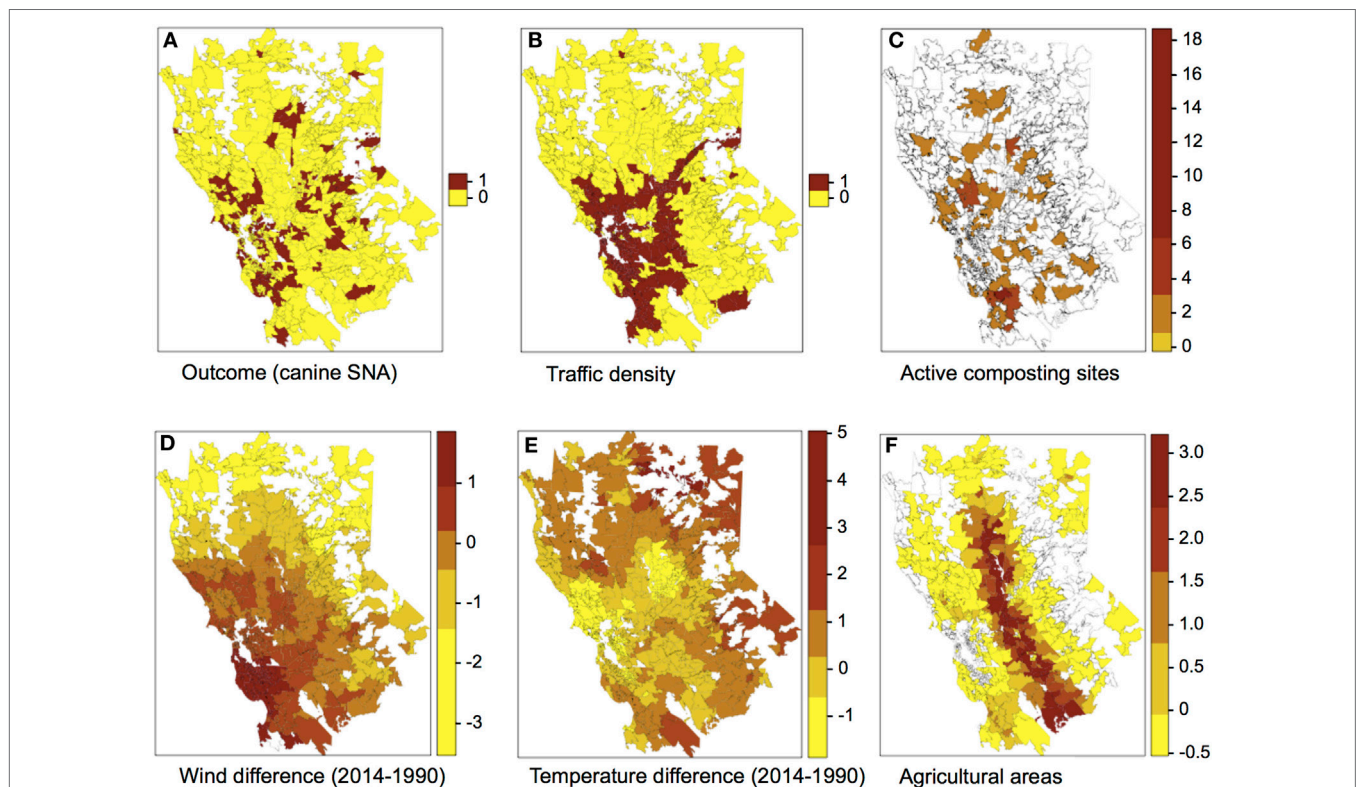 A
1
0
Outcome (canine SNA)
B
1
0
Traffic density
C
18
16
14
12
10
8
6
4
2
0
Active composting sites
D
1
0
-1
-2
-3
Wind difference (2014-1990)
E
5
4
3
2
1
0
-1
Temperature difference (2014-1990)
F
3.0
2.5
2.0
1.5
1.0
0.5
0
-0.5
Agricultural areas